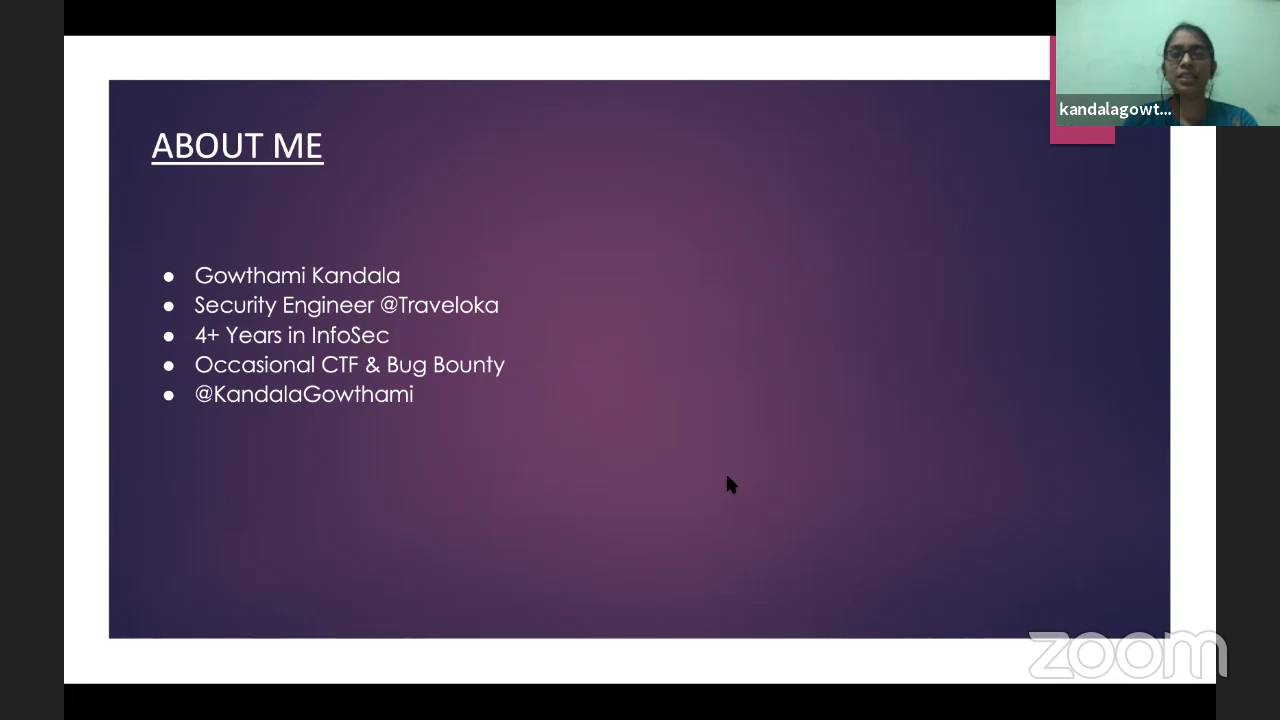 kandalagowt...
ABOUT ME
● Gowthami Kandala
● Security Engineer @Traveloka
● 4+ Years in InfoSec
● Occasional CTF & Bug Bounty
● @KandalaGowthami
zoom